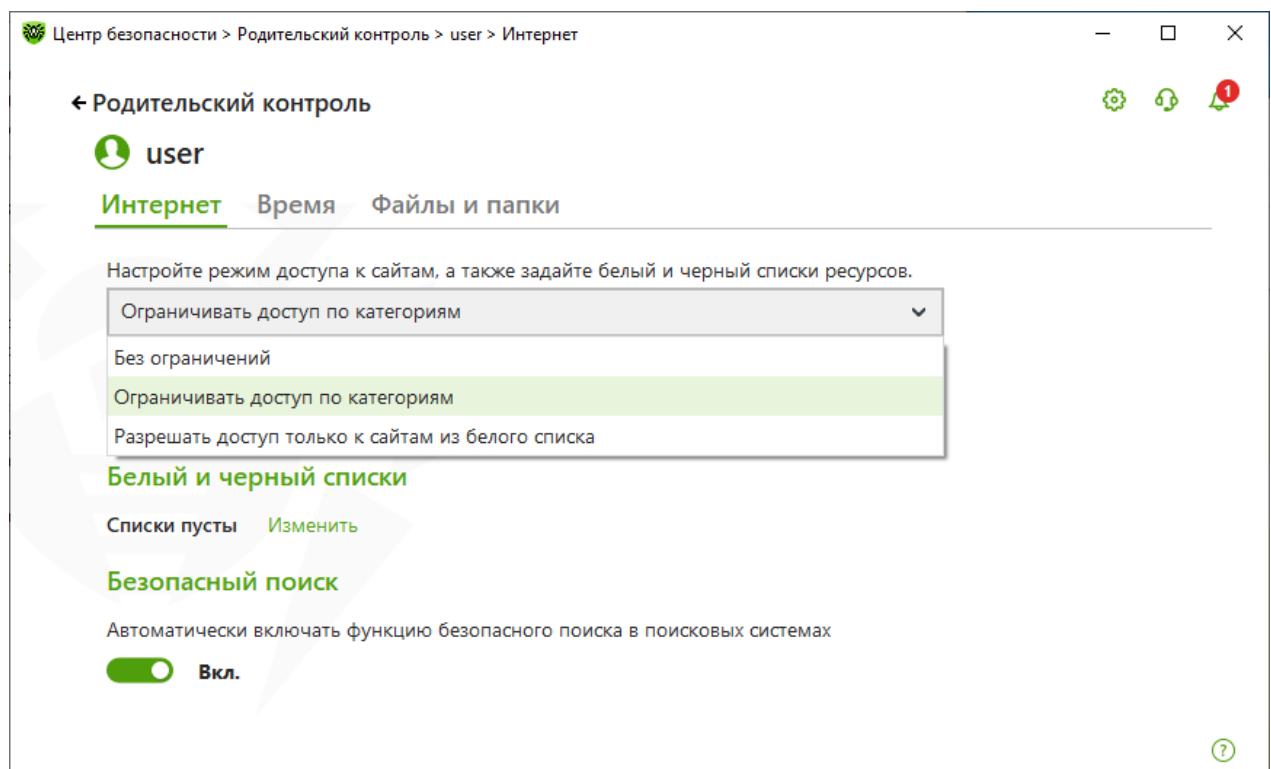 Центр безопасности > Родительский контроль > user > Интернет
Родительский контроль
1
user
Интернет Время Файлы и папки
Настройте режим доступа к сайтам, а также задайте белый и черный списки ресурсов.
Ограничивать доступ по категориям
Без ограничений
Ограничивать доступ по категориям
Разрешать доступ только к сайтам из белого списка
Белый и черный списки
Списки пусты Изменить
Безопасный поиск
Автоматически включать функцию безопасного поиска в поисковых системах
Вкл.
?